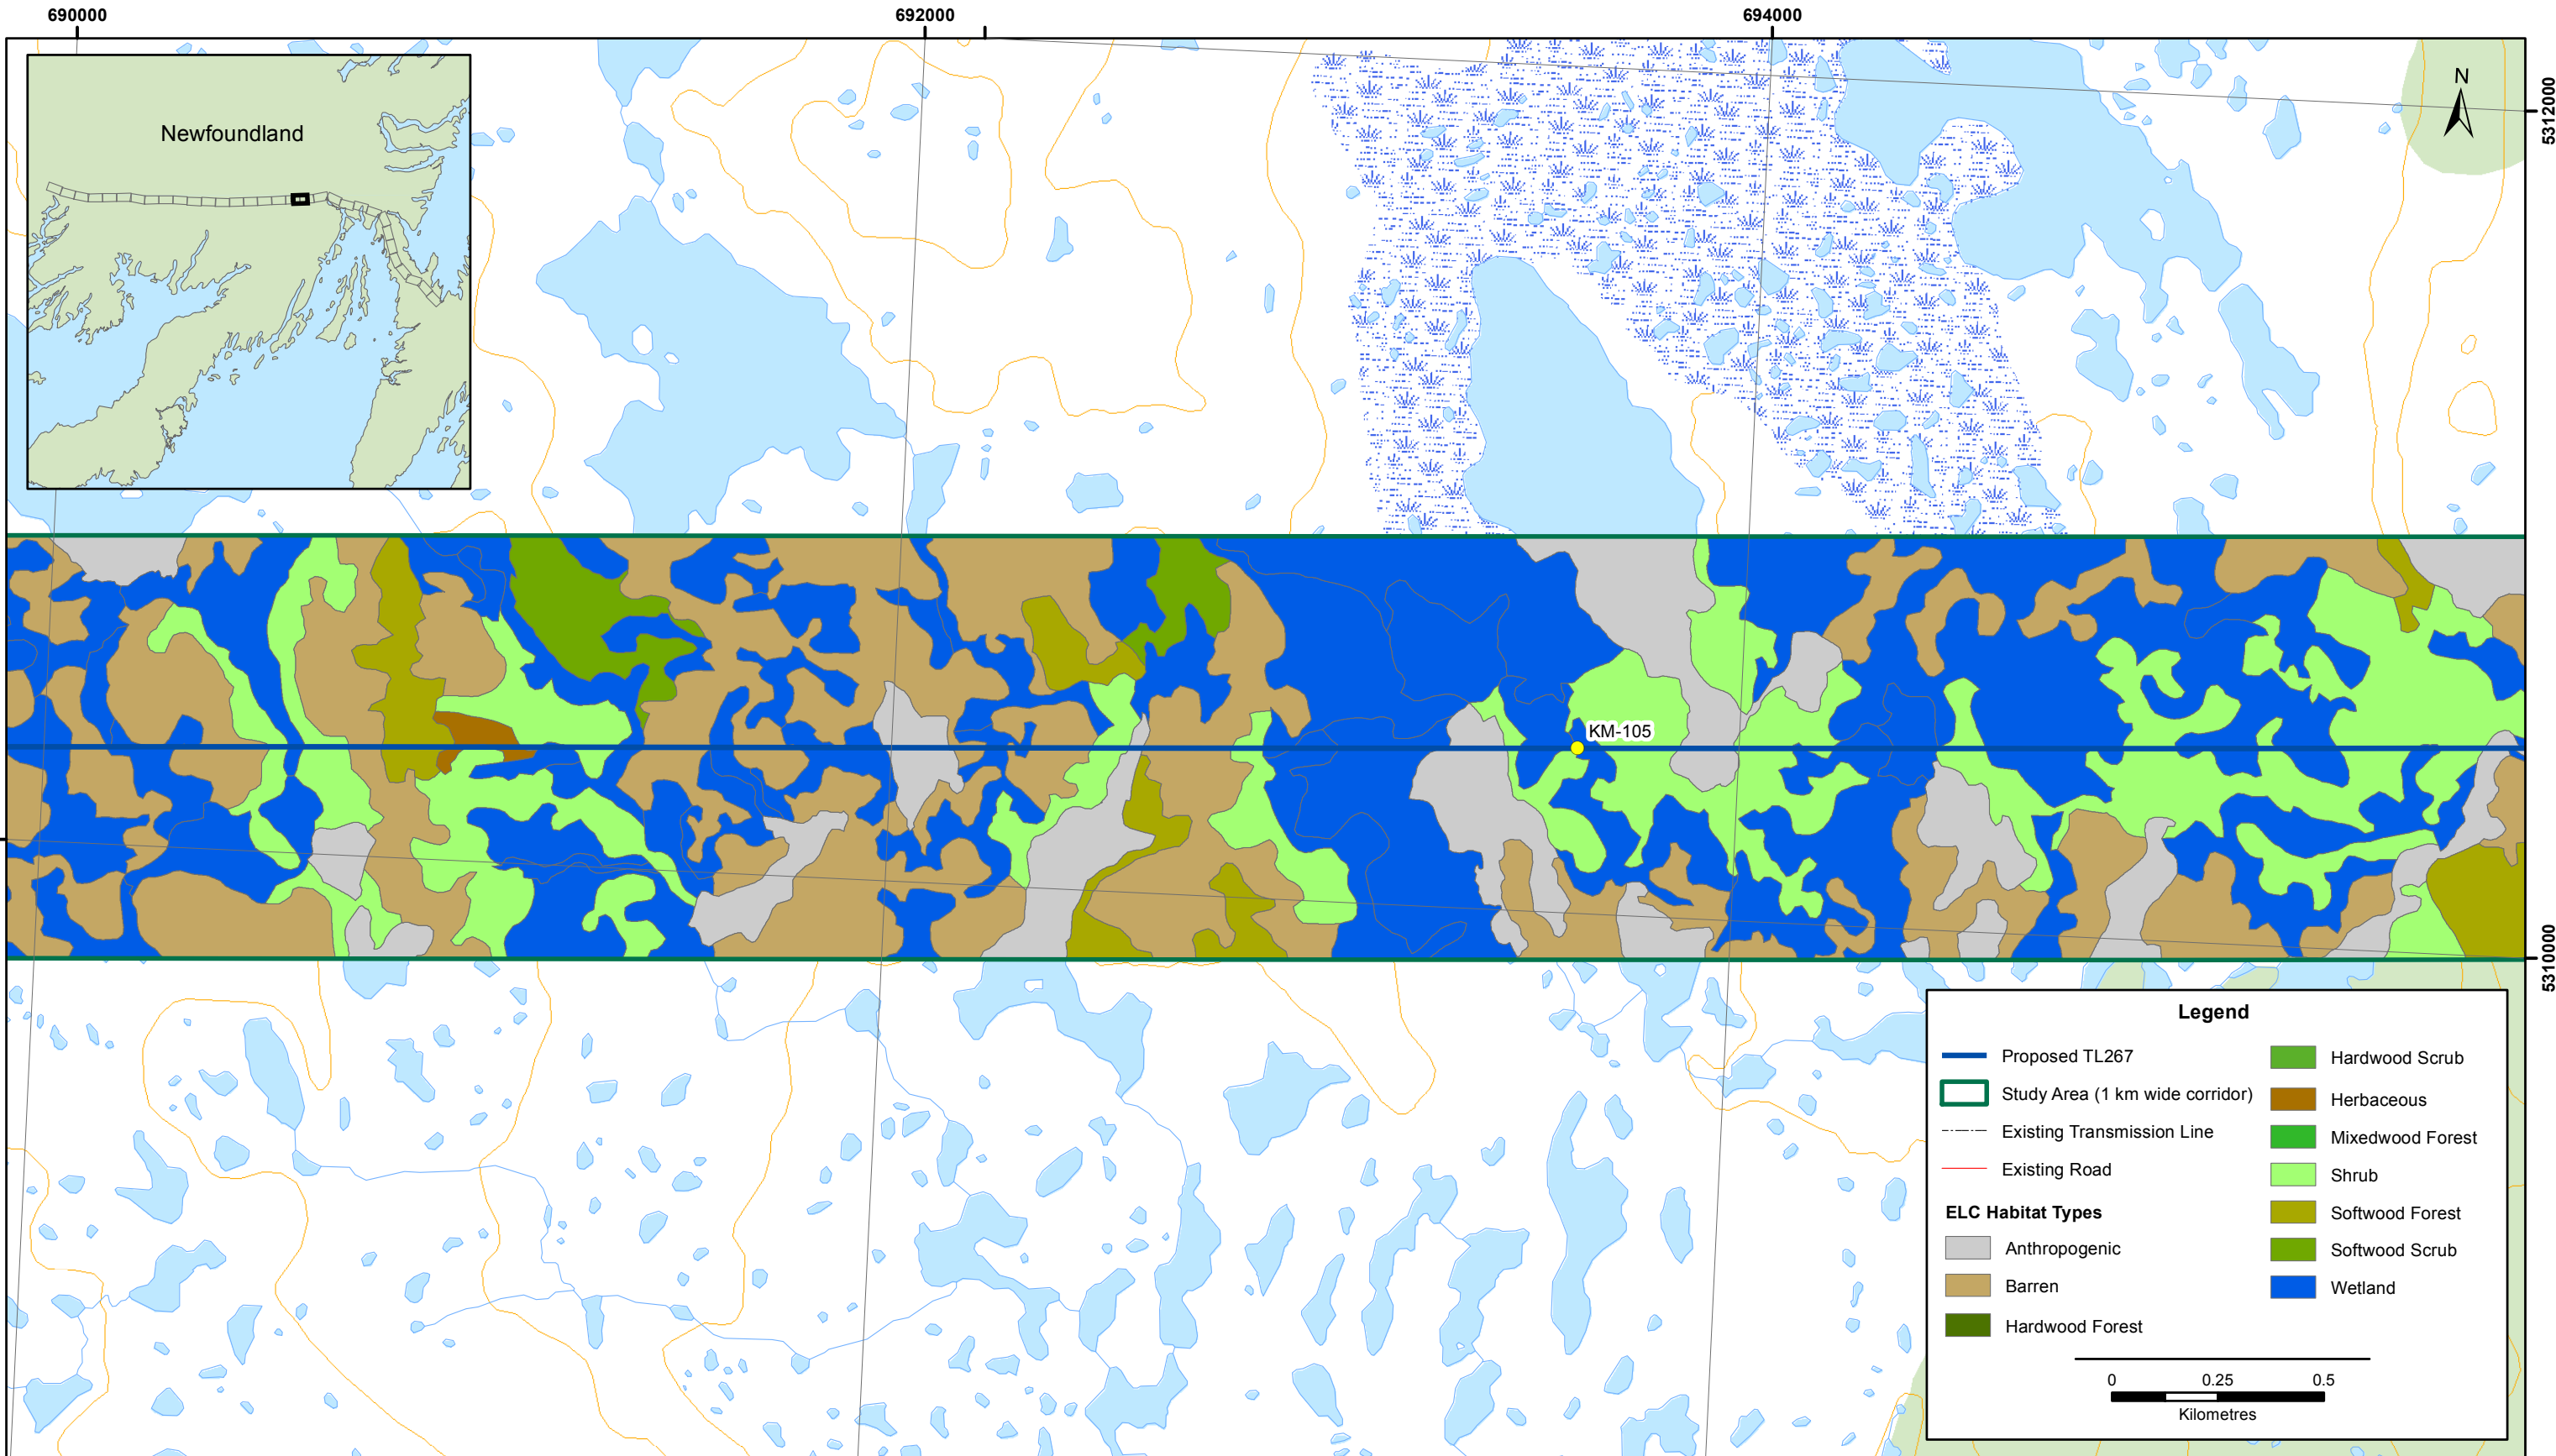 690000
692000
694000
5312000
5310000
Newfoundland
N
KM-105
Legend
Proposed TL267
Study Area (1 km wide corridor)
Existing Transmission Line
Existing Road
ELC Habitat Types
Anthropogenic
Barren
Hardwood Forest
Hardwood Scrub
Herbaceous
Mixedwood Forest
Shrub
Softwood Forest
Softwood Scrub
Wetland
0 0.25 0.5
Kilometres